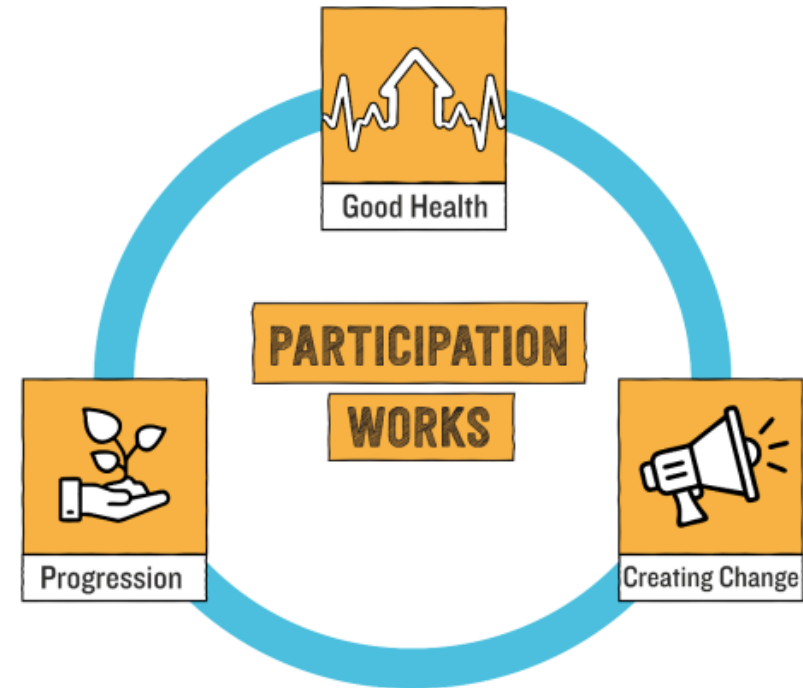 Good Health
PARTICIPATION
WORKS
Progression
Creating Change